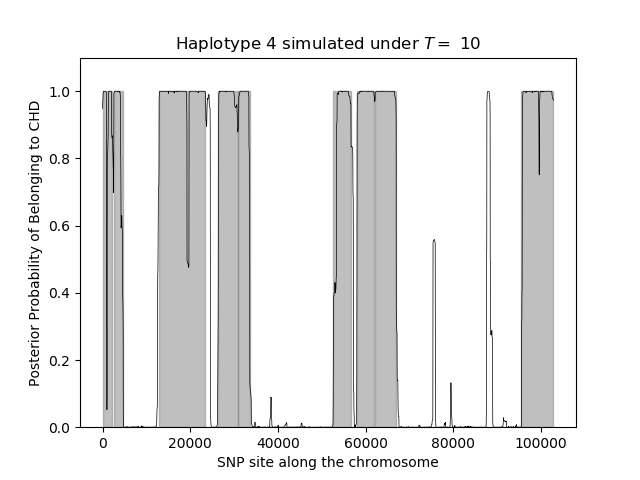 Haplotype 4 simulated under T = 10
Posterior Probability of Belonging to CHD
1.0
0.8
0.6
0.4
0.2
0.0
0 20000 40000 60000 80000 100000
SNP site along the chromosome